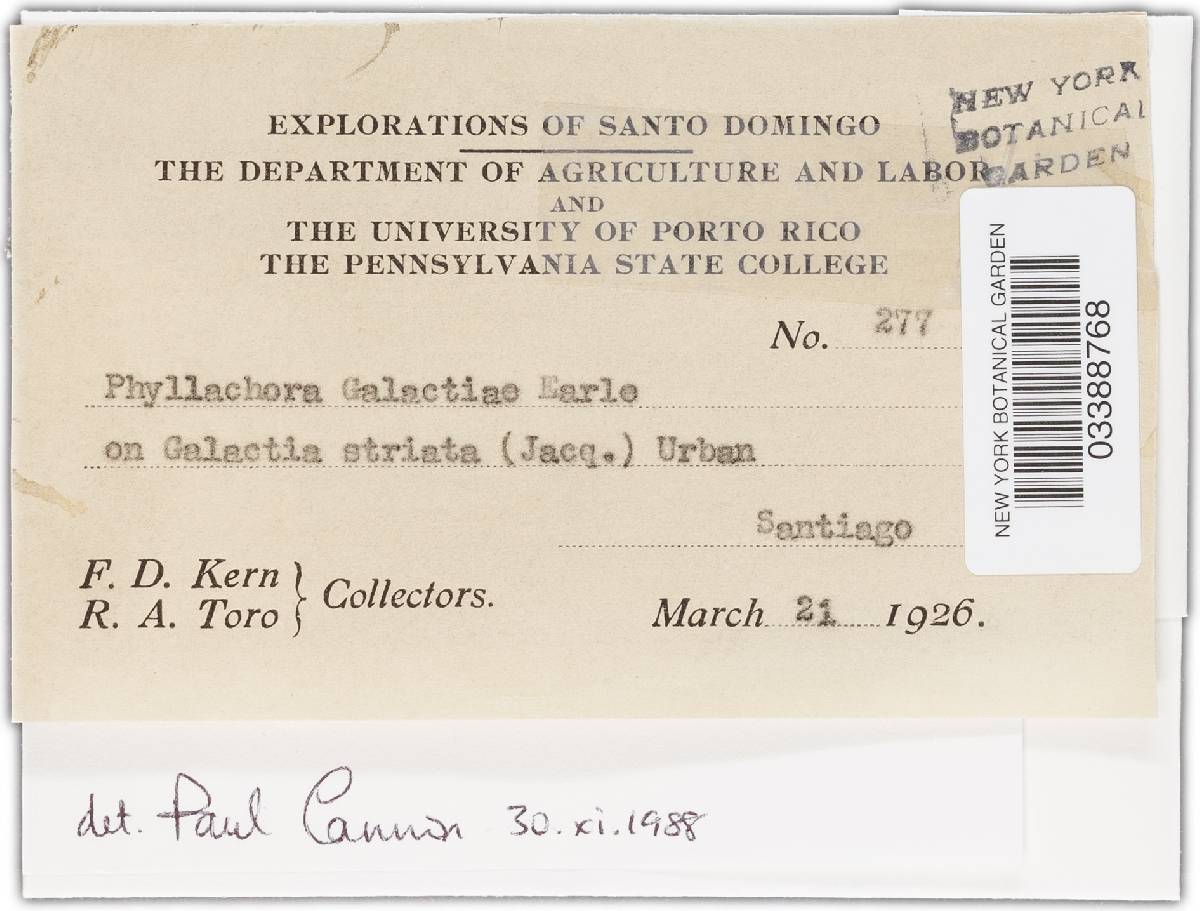 NEW YORK
BOTANICAL
GARDEN
EXPLORATIONS OF SANTO DOMINGO
THE DEPARTMENT OF AGRICULTURE AND LABOR
AND
THE UNIVERSITY OF PORTO RICO
THE PENNSYLVANIA STATE COLLEGE
No. 277
Phyllachora Galactiae Earle
on Galactia striata (Jacq.) Urban
Santiago
F. D. Kern
R. A. Toro
Collectors.
March 21 1926.
NEW YORK BOTANICAL GARDEN
03388768
det. Paul Cannon 30.xi.1988